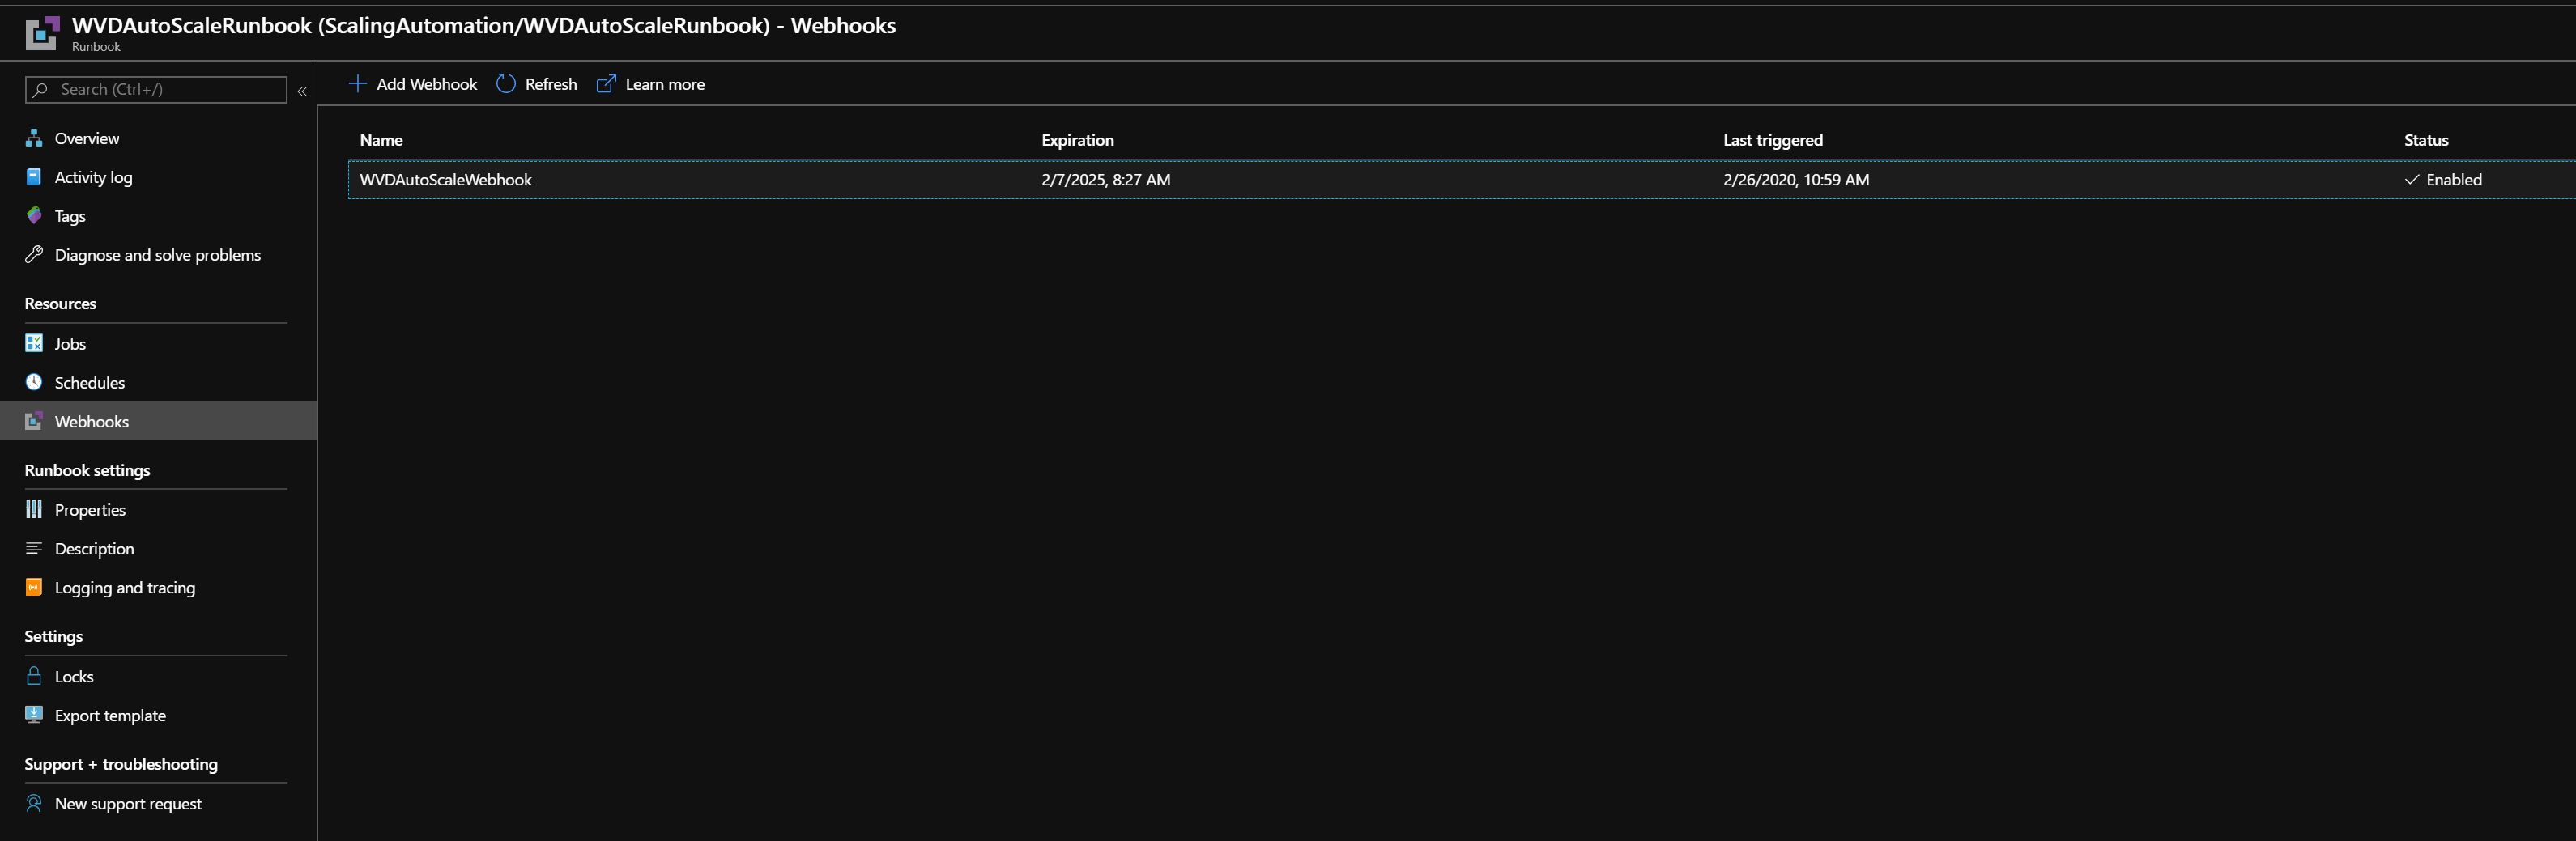 WVDAutoScaleRunbook (ScalingAutomation/WVDAutoScaleRunbook) - Webhooks
Runbook
Search (Ctrl+/)
«
Add Webhook Refresh Learn more
Overview
Activity log
Tags
Diagnose and solve problems
Resources
Jobs
Schedules
Webhooks
Runbook settings
Properties
Description
Logging and tracing
Settings
Locks
Export template
Support + troubleshooting
New support request
Name Expiration Last triggered Status
WVDAutoScaleWebhook 2/7/2025, 8:27 AM 2/26/2020, 10:59 AM Enabled